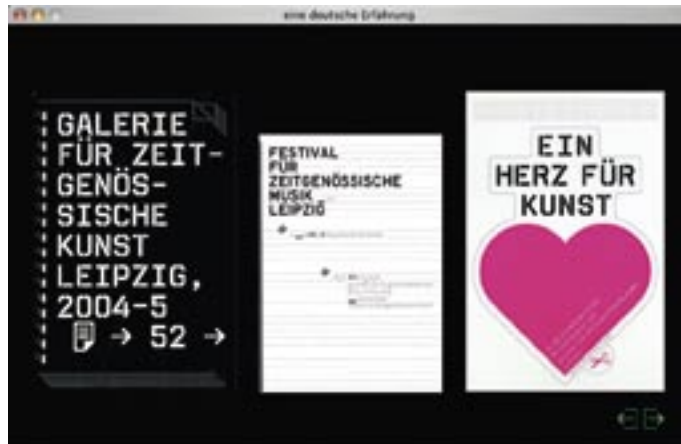 eine deutsche Erfahrung
GALERIE
FÜR ZEIT-
GENÖS-
SISCHE
KUNST
LEIPZIG,
2004-5
→ 52 →
FESTIVAL
FÜR
ZEITGENÖSSISCHE
MUSIK
LEIPZIG
EIN
HERZ FÜR
KUNST